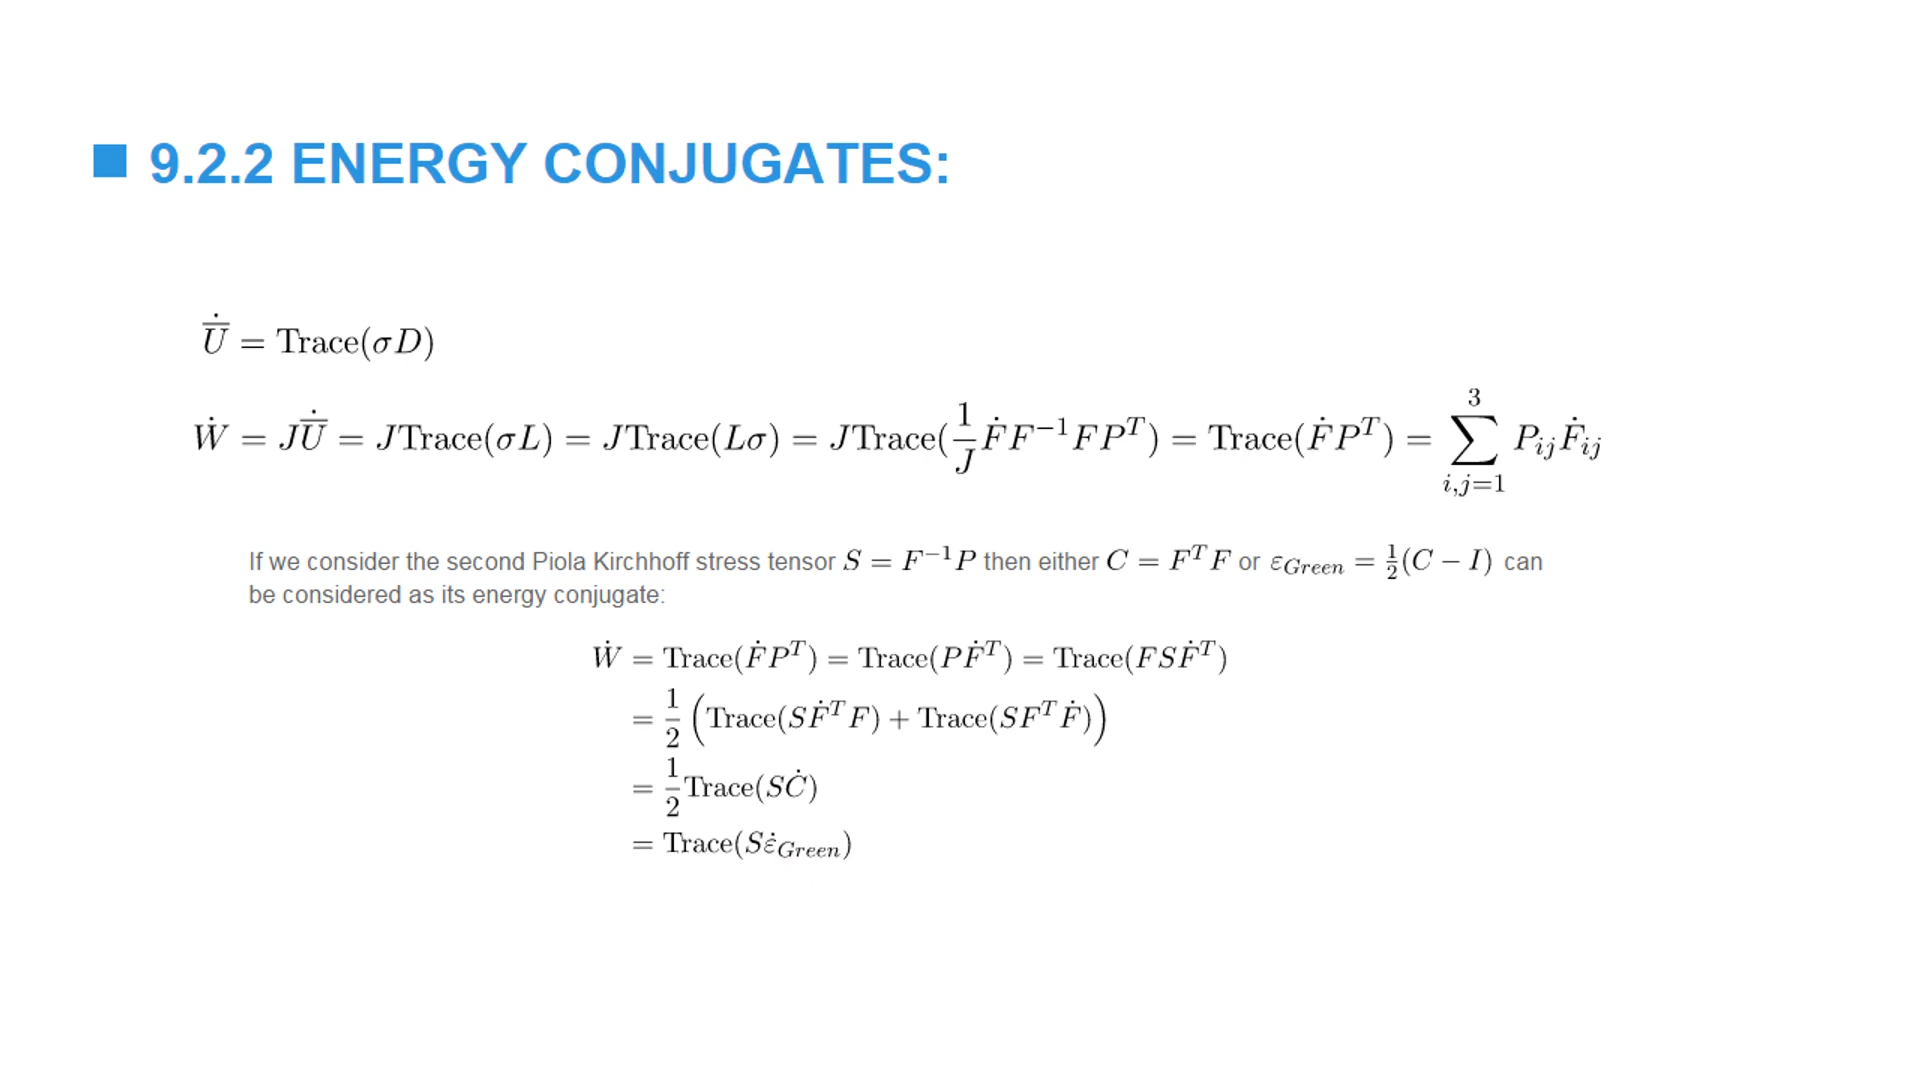 9.2.2 ENERGY CONJUGATES:
$\dot{\overline{U}} = \text{Trace}(\sigma D)$
$\dot{W} = J\dot{\overline{U}} = J\text{Trace}(\sigma L) = J\text{Trace}(L\sigma) = J\text{Trace}(\frac{1}{J}\dot{F}F^{-1}FP^T) = \text{Trace}(\dot{F}P^T) = \sum_{i,j=1}^{3} P_{ij}\dot{F}_{ij}$
If we consider the second Piola Kirchhoff stress tensor $S = F^{-1}P$ then either $C = F^T F$ or $\varepsilon_{Green} = \frac{1}{2}(C - I)$ can
be considered as its energy conjugate:
$\dot{W} = \text{Trace}(\dot{F}P^T) = \text{Trace}(P\dot{F}^T) = \text{Trace}(FS\dot{F}^T)$
$= \frac{1}{2}\left(\text{Trace}(S\dot{F}^T F) + \text{Trace}(SF^T\dot{F})\right)$
$= \frac{1}{2}\text{Trace}(S\dot{C})$
$= \text{Trace}(S\dot{\varepsilon}_{Green})$